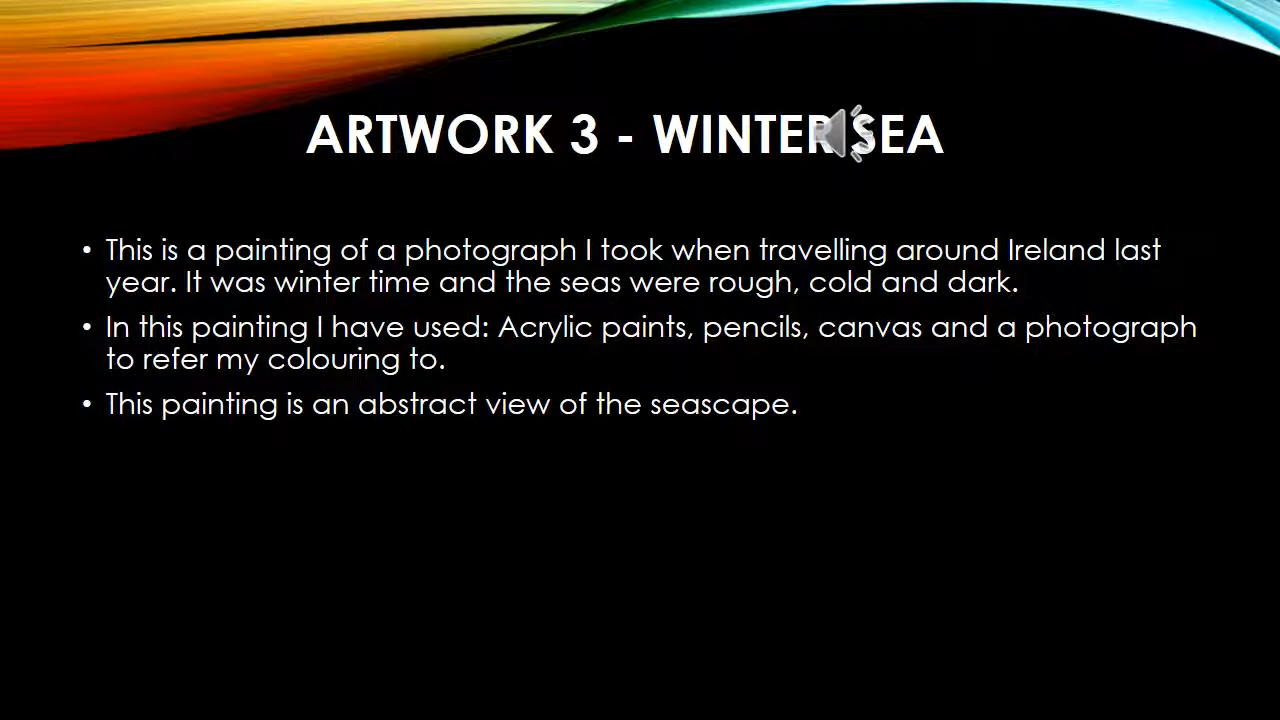 ARTWORK 3 - WINTER SEA
• This is a painting of a photograph I took when travelling around Ireland last
year. It was winter time and the seas were rough, cold and dark.
• In this painting I have used: Acrylic paints, pencils, canvas and a photograph
to refer my colouring to.
• This painting is an abstract view of the seascape.